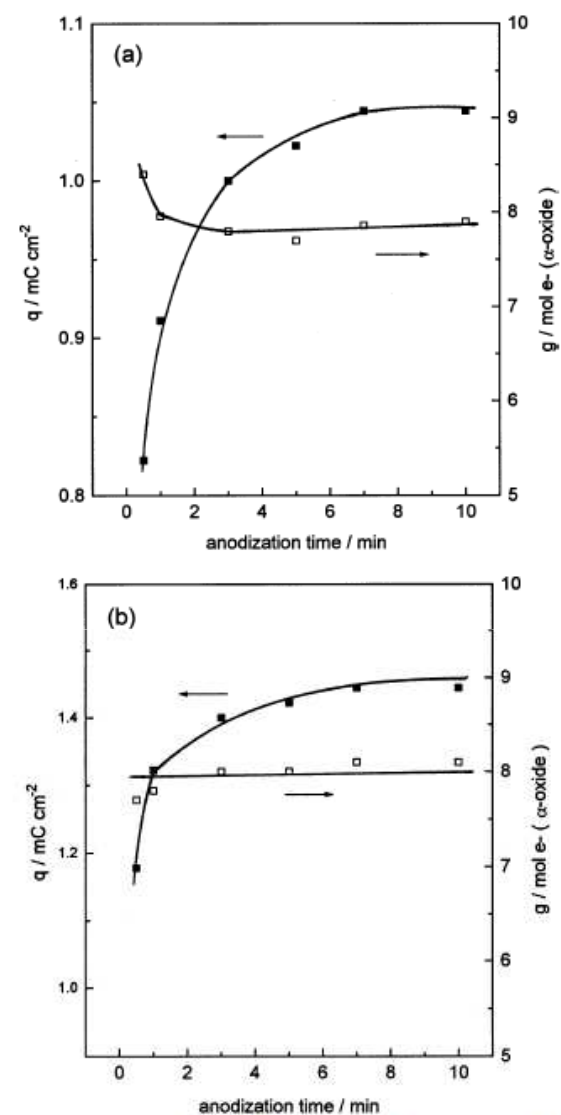 (a)
1.1
1.0
0.9
0.8
q / mC cm-2
10
9
8
7
6
5
g / mol e- (α-oxide)
0 2 4 6 8 10
anodization time / min
(b)
1.6
1.4
1.2
1.0
q / mC cm-2
10
9
8
7
6
5
g / mol e- ( α-oxide )
0 2 4 6 8 10
anodization time / min